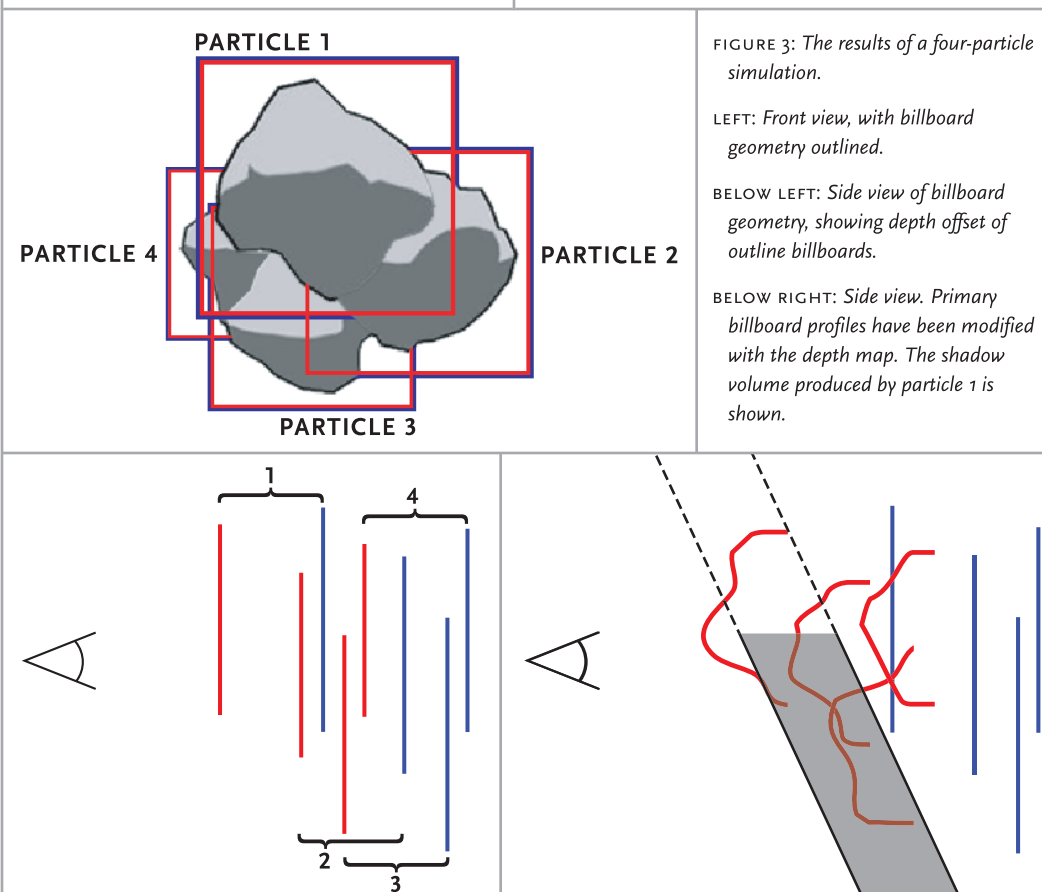 PARTICLE 1
PARTICLE 4
PARTICLE 2
PARTICLE 3
FIGURE 3: The results of a four-particle
simulation.
LEFT: Front view, with billboard
geometry outlined.
BELOW LEFT: Side view of billboard
geometry, showing depth offset of
outline billboards.
BELOW RIGHT: Side view. Primary
billboard profiles have been modified
with the depth map. The shadow
volume produced by particle 1 is
shown.
1
4
2
3